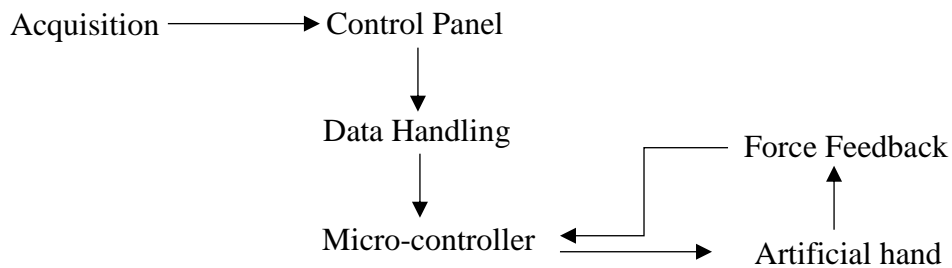 Acquisition
Control Panel
Data Handling
Force Feedback
Micro-controller
Artificial hand